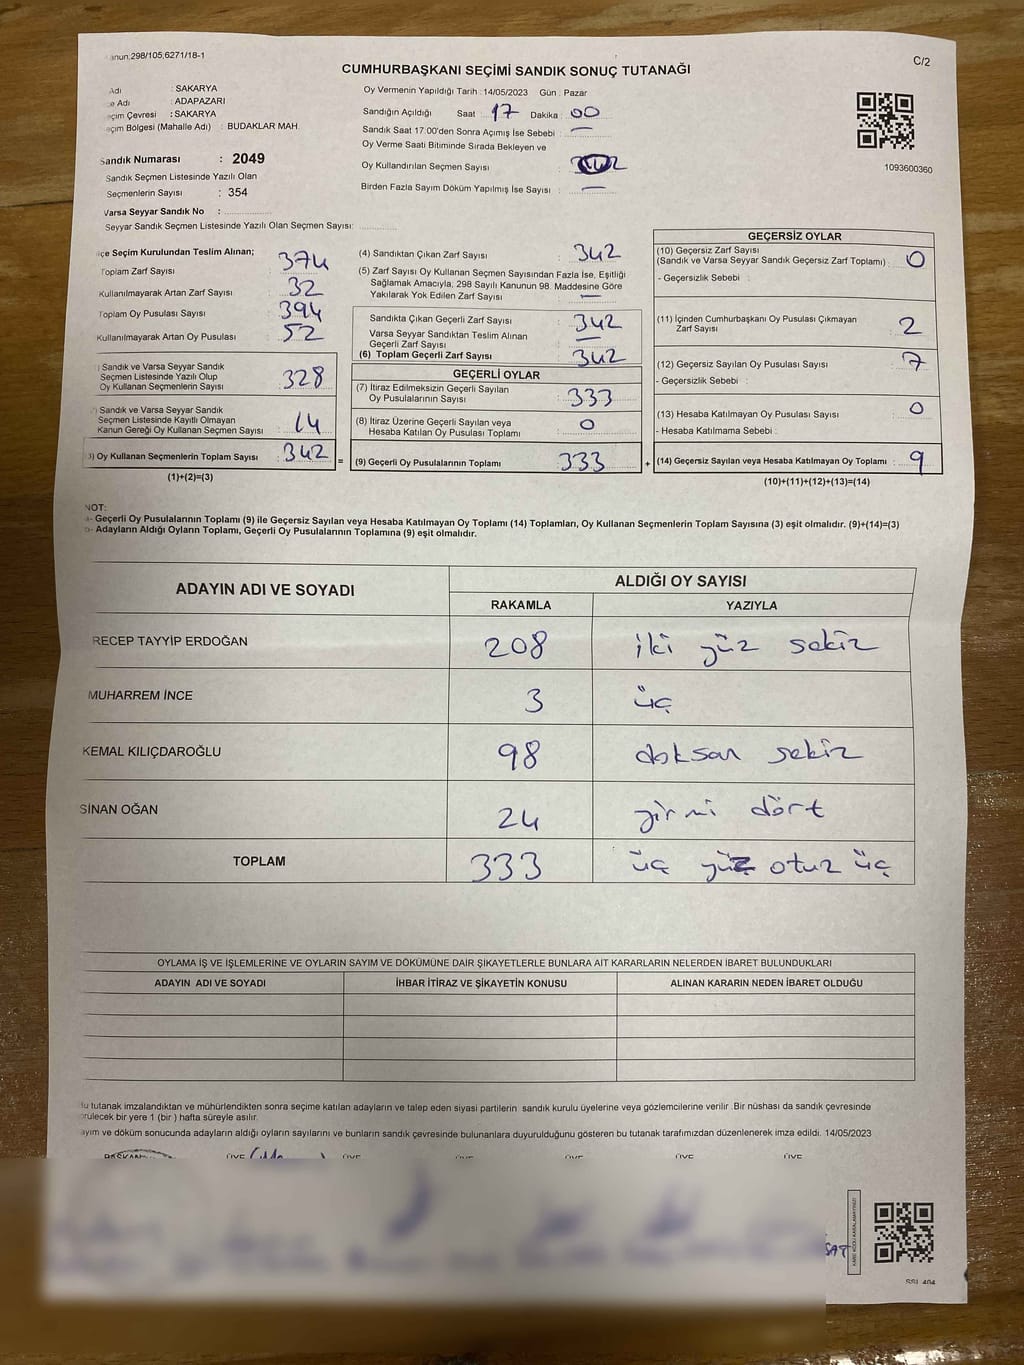 anun:298/105;6271/18-1
C/2
CUMHURBAŞKANI SEÇİMİ SANDIK SONUÇ TUTANAĞI
Adı : SAKARYA
e Adı : ADAPAZARI
eçim Çevresi : SAKARYA
eçim Bölgesi (Mahalle Adı) : BUDAKLAR MAH.
Sandık Numarası : 2049
Sandık Seçmen Listesinde Yazılı Olan
Seçmenlerin Sayısı : 354
Varsa Seyyar Sandık No :
Seyyar Sandık Seçmen Listesinde Yazılı Olan Seçmen Sayısı:
Oy Vermenin Yapıldığı Tarih :14/05/2023 Gün : Pazar
Sandığın Açıldığı Saat : 17 Dakika : 00
Sandık Saat 17:00'den Sonra Açımış İse Sebebi : —
Oy Verme Saati Bitiminde Sırada Bekleyen ve
Oy Kullandırılan Seçmen Sayısı :
Birden Fazla Sayım Döküm Yapılmış İse Sayısı : —
1093600360
çe Seçim Kurulundan Teslim Alınan;
Toplam Zarf Sayısı : 374
Kullanılmayarak Artan Zarf Sayısı : 32
Toplam Oy Pusulası Sayısı : 394
Kullanılmayarak Artan Oy Pusulası : 52
) Sandık ve Varsa Seyyar Sandık
Seçmen Listesinde Yazılı Olup
Oy Kullanan Seçmenlerin Sayısı : 328
) Sandık ve Varsa Seyyar Sandık
Seçmen Listesinde Kayıtlı Olmayan
Kanun Gereği Oy Kullanan Seçmen Sayısı : 14
3) Oy Kullanan Seçmenlerin Toplam Sayısı : 342
(1)+(2)=(3)
=
(4) Sandıktan Çıkan Zarf Sayısı : 342
(5) Zarf Sayısı Oy Kullanan Seçmen Sayısından Fazla İse, Eşitliği
Sağlamak Amacıyla, 298 Sayılı Kanunun 98. Maddesine Göre
Yakılarak Yok Edilen Zarf Sayısı : —
Sandıkta Çıkan Geçerli Zarf Sayısı : 342
Varsa Seyyar Sandıktan Teslim Alınan
Geçerli Zarf Sayısı : —
(6) Toplam Geçerli Zarf Sayısı : 342
GEÇERLİ OYLAR
(7) İtiraz Edilmeksizin Geçerli Sayılan
Oy Pusulalarının Sayısı : 333
(8) İtiraz Üzerine Geçerli Sayılan veya
Hesaba Katılan Oy Pusulası Toplamı : 0
(9) Geçerli Oy Pusulalarının Toplamı : 333
+
GEÇERSİZ OYLAR
(10) Geçersiz Zarf Sayısı
(Sandık ve Varsa Seyyar Sandık Geçersiz Zarf Toplamı) : 0
- Geçersizlik Sebebi :
(11) İçinden Cumhurbaşkanı Oy Pusulası Çıkmayan
Zarf Sayısı : 2
(12) Geçersiz Sayılan Oy Pusulası Sayısı : 7
- Geçersizlik Sebebi :
(13) Hesaba Katılmayan Oy Pusulası Sayısı : 0
- Hesaba Katılmama Sebebi :
(14) Geçersiz Sayılan veya Hesaba Katılmayan Oy Toplamı : 9
(10)+(11)+(12)+(13)=(14)
NOT:
a- Geçerli Oy Pusulalarının Toplamı (9) ile Geçersiz Sayılan veya Hesaba Katılmayan Oy Toplamı (14) Toplamları, Oy Kullanan Seçmenlerin Toplam Sayısına (3) eşit olmalıdır. (9)+(14)=(3)
b- Adayların Aldığı Oyların Toplamı, Geçerli Oy Pusulalarının Toplamına (9) eşit olmalıdır.
ADAYIN ADI VE SOYADI ALDIĞI OY SAYISI
RAKAMLA YAZIYLA
RECEP TAYYİP ERDOĞAN 208 iki yüz sekiz
MUHARREM İNCE 3 üç
KEMAL KILIÇDAROĞLU 98 doksan sekiz
SİNAN OĞAN 24 yirmi dört
TOPLAM 333 üç yüz otuz üç
OYLAMA İŞ VE İŞLEMLERİNE VE OYLARIN SAYIM VE DÖKÜMÜNE DAİR ŞİKAYETLERLE BUNLARA AİT KARARLARIN NELERDEN İBARET BULUNDUKLARI
ADAYIN ADI VE SOYADI İHBAR İTİRAZ VE ŞİKAYETİN KONUSU ALINAN KARARIN NEDEN İBARET OLDUĞU
u tutanak imzalandıktan ve mühürlendikten sonra seçime katılan adayların ve talep eden siyasi partilerin sandık kurulu üyelerine veya gözlemcilerine verilir .Bir nüshası da sandık çevresinde
rülecek bir yere 1 (bir ) hafta süreyle asılır.
ayım ve döküm sonucunda adayların aldığı oyların sayılarını ve bunların sandık çevresinde bulunanlara duyurulduğunu gösteren bu tutanak tarafımızdan düzenlenerek imza edildi. 14/05/2023
BAŞKAN ÜYE ÜYE ÜYE ÜYE ÜYE ÜYE